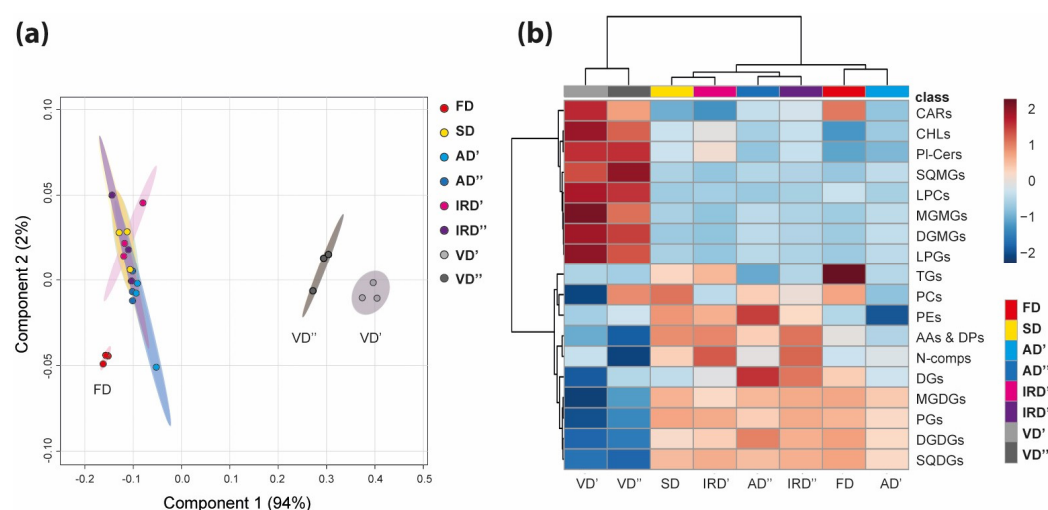 (a)
(b)
0.10
0.05
0.0
-0.05
-0.10
Component 2 (2%)
-0.2
-0.1
0.0
0.1
0.2
0.3
0.4
0.5
Component 1 (94%)
FD
VD''
VD'
FD
SD
AD'
AD''
IRD'
IRD''
VD'
VD''
class
CARs
CHLs
PI-Cers
SQMGs
LPCs
MGMGs
DGMGs
LPGs
TGs
PCs
PEs
AAs & DPs
N-comps
DGs
MGDGs
PGs
DGDGs
SQDGs
VD' VD'' SD IRD' AD'' IRD'' FD AD'
2
1
0
−1
−2
FD
SD
AD'
AD''
IRD'
IRD'
VD'
VD''